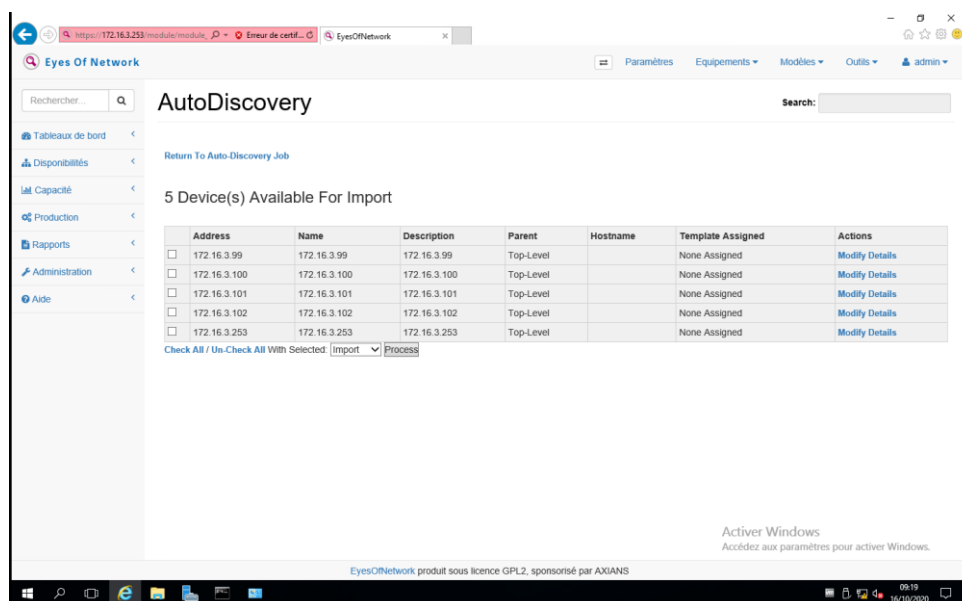 https://172.16.3.253/module/module_ Erreur de certif... EyesOfNetwork
Eyes Of Network Paramètres Equipements Modèles Outils admin
Rechercher...
AutoDiscovery
Search:
Tableaux de bord
Disponibilités
Capacité
Production
Rapports
Administration
Aide
Return To Auto-Discovery Job
5 Device(s) Available For Import
Address Name Description Parent Hostname Template Assigned Actions
172.16.3.99 172.16.3.99 172.16.3.99 Top-Level None Assigned Modify Details
172.16.3.100 172.16.3.100 172.16.3.100 Top-Level None Assigned Modify Details
172.16.3.101 172.16.3.101 172.16.3.101 Top-Level None Assigned Modify Details
172.16.3.102 172.16.3.102 172.16.3.102 Top-Level None Assigned Modify Details
172.16.3.253 172.16.3.253 172.16.3.253 Top-Level None Assigned Modify Details
Check All / Un-Check All With Selected: Import Process
Activer Windows
Accédez aux paramètres pour activer Windows.
EyesOfNetwork produit sous licence GPL2, sponsorisé par AXIANS
09:19
16/10/2020